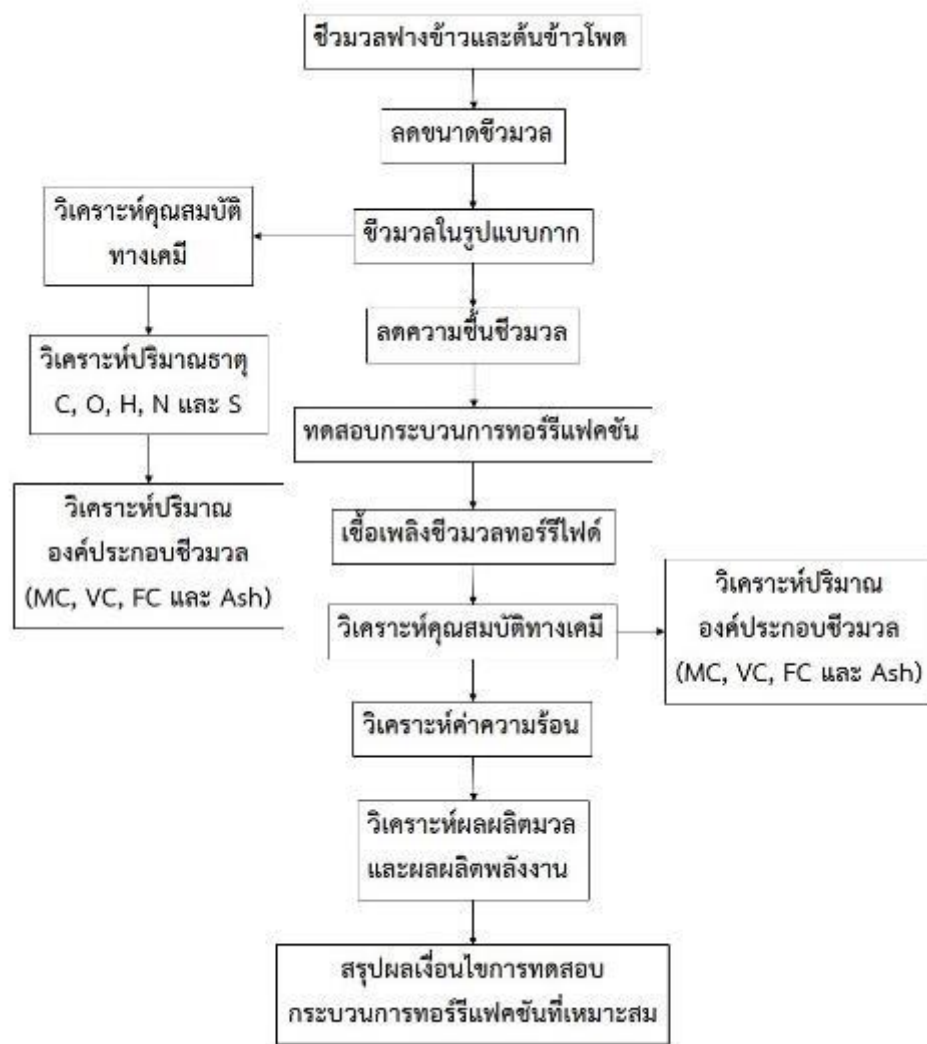 ชีวมวลฟางข้าวและต้นข้าวโพด
ลดขนาดชีวมวล
ชีวมวลในรูปแบบกาก
วิเคราะห์คุณสมบัติ
ทางเคมี
วิเคราะห์ปริมาณธาตุ
C, O, H, N และ S
วิเคราะห์ปริมาณ
องค์ประกอบชีวมวล
(MC, VC, FC และ Ash)
ลดความชื้นชีวมวล
ทดสอบกระบวนการทอร์รีแฟคชัน
เชื้อเพลิงชีวมวลทอร์รีไฟด์
วิเคราะห์คุณสมบัติทางเคมี
วิเคราะห์ปริมาณ
องค์ประกอบชีวมวล
(MC, VC, FC และ Ash)
วิเคราะห์ค่าความร้อน
วิเคราะห์ผลผลิตมวล
และผลผลิตพลังงาน
สรุปผลเงื่อนไขการทดสอบ
กระบวนการทอร์รีแฟคชันที่เหมาะสม